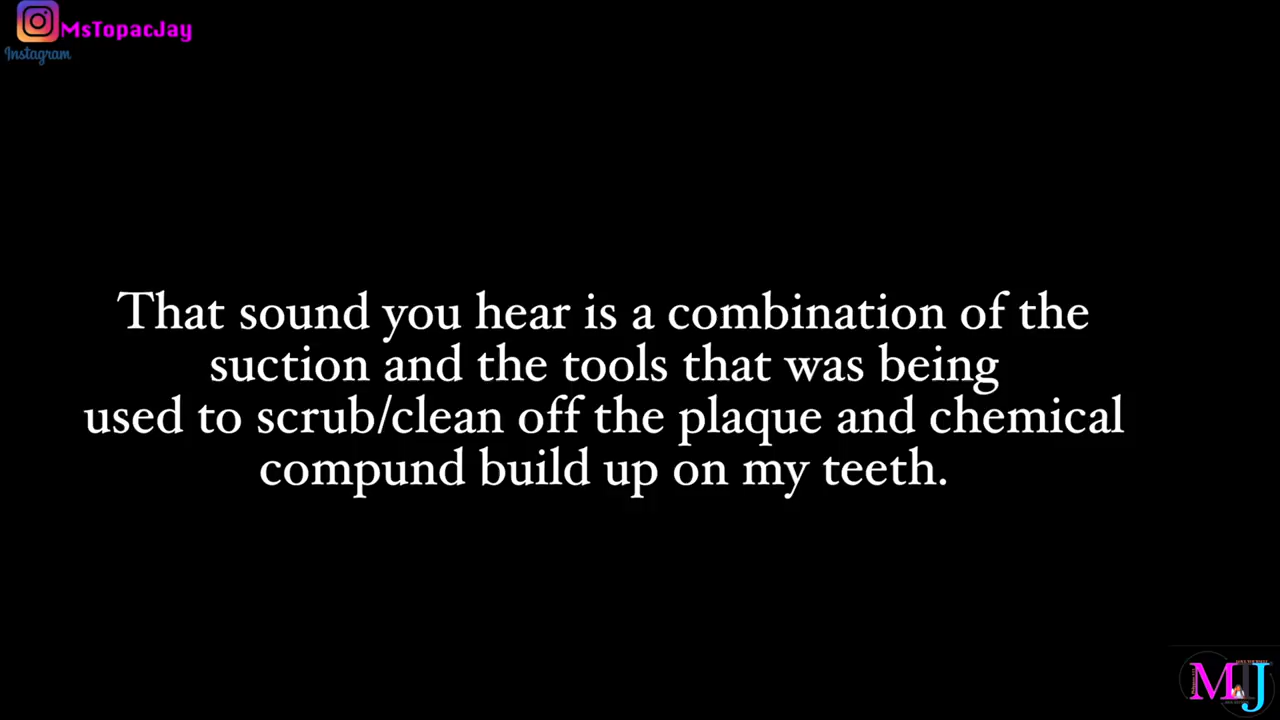 MsTopacJay
Instagram
That sound you hear is a combination of the
suction and the tools that was being
used to scrub/clean off the plaque and chemical
compund build up on my teeth.
MTJ